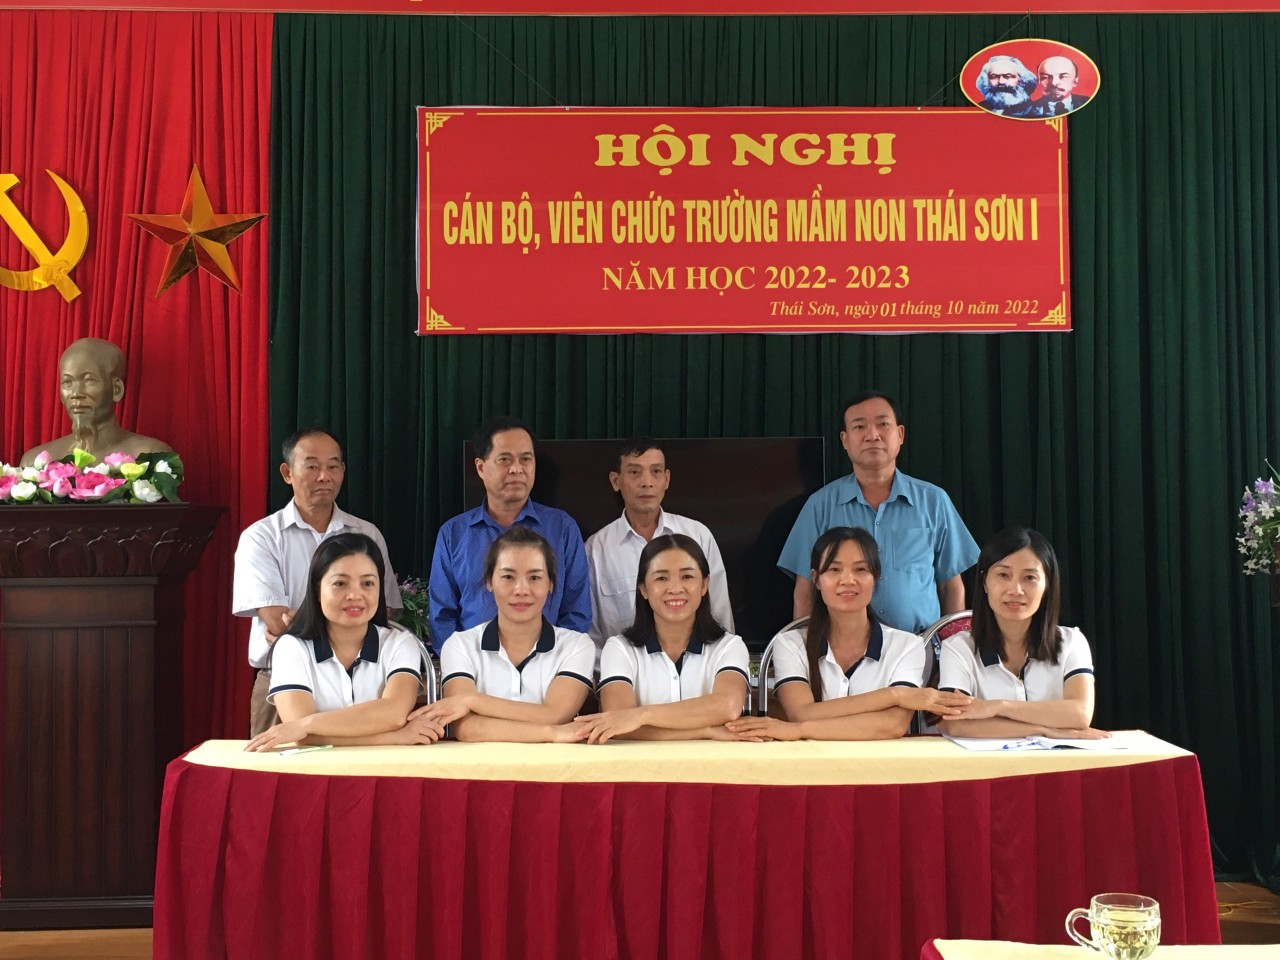 HỘI NGHỊ
CÁN BỘ, VIÊN CHỨC TRƯỜNG MẦM NON THÁI SƠN I
NĂM HỌC 2022- 2023
Thái Sơn, ngày 01 tháng 10 năm 2022